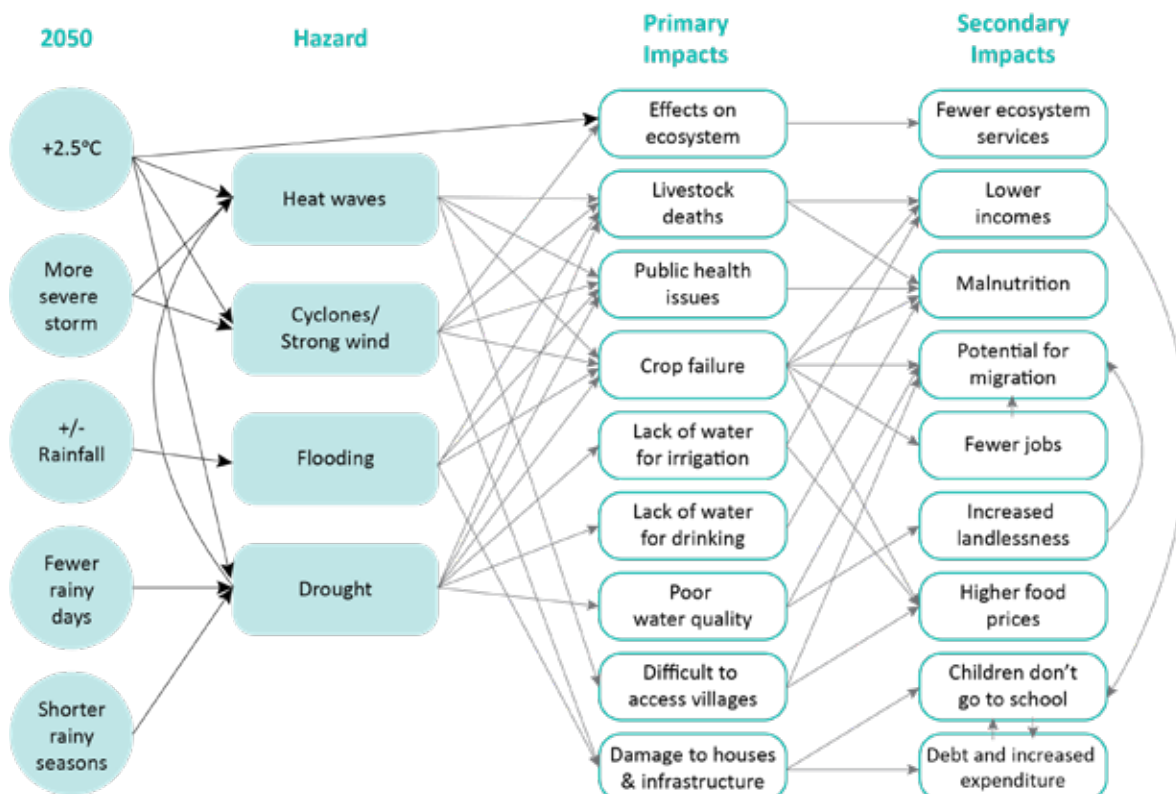 2050
Hazard
Primary
Impacts
Secondary
Impacts
+2.5°C
More
severe
storm
+/-
Rainfall
Fewer
rainy
days
Shorter
rainy
seasons
Heat waves
Cyclones/
Strong wind
Flooding
Drought
Effects on
ecosystem
Livestock
deaths
Public health
issues
Crop failure
Lack of water
for irrigation
Lack of water
for drinking
Poor
water quality
Difficult to
access villages
Damage to houses
& infrastructure
Fewer ecosystem
services
Lower
incomes
Malnutrition
Potential for
migration
Fewer jobs
Increased
landlessness
Higher food
prices
Children don't
go to school
Debt and increased
expenditure